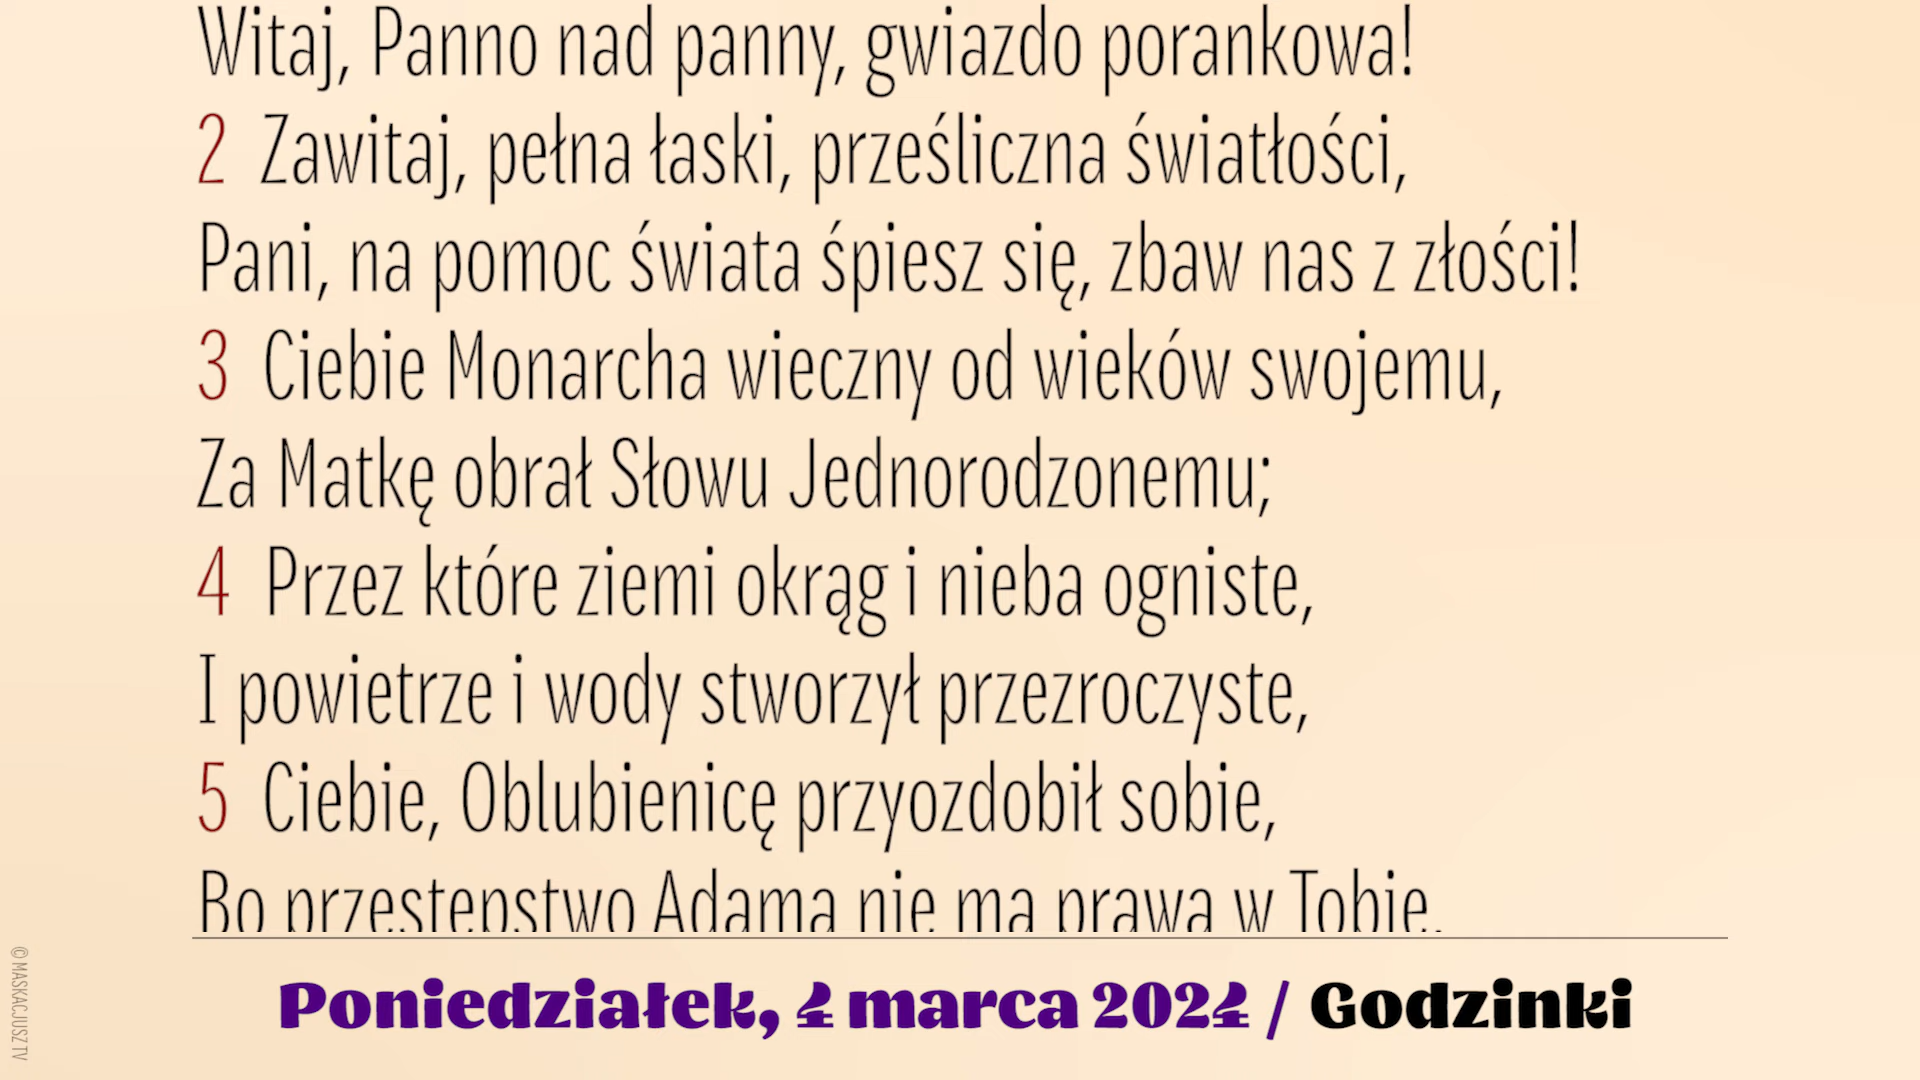 Witaj, Panno nad panny, gwiazdo porankowa!
2 Zawitaj, pełna łaski, prześliczna światłości,
Pani, na pomoc świata śpiesz się, zbaw nas z złości!
3 Ciebie Monarcha wieczny od wieków swojemu,
Za Matkę obrał Słowu Jednorodzonemu;
4 Przez które ziemi okrąg i nieba ogniste,
I powietrze i wody stworzył przezroczyste,
5 Ciebie, Oblubienicę przyozdobił sobie,
Bo przestępstwo Adama nie ma prawa w Tobie.
Poniedziałek, 4 marca 2024 / Godzinki
© MASKACJUSZ TV